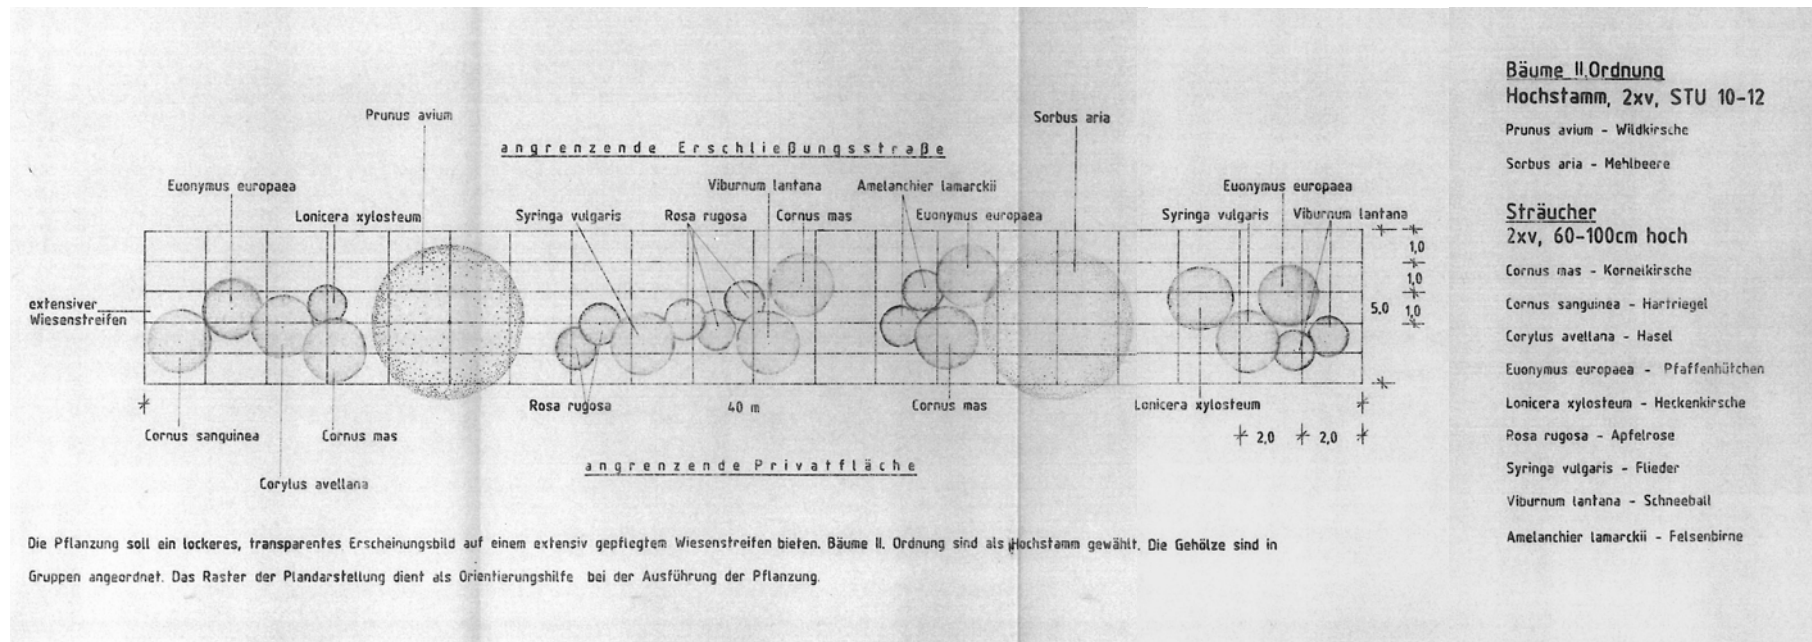 Prunus avium
Sorbus aria
angrenzende Erschließungsstraße
Euonymus europaea
Viburnum lantana
Amelanchier lamarckii
Euonymus europaea
Lonicera xylosteum
Syringa vulgaris
Rosa rugosa
Cornus mas
Euonymus europaea
Syringa vulgaris
Viburnum lantana
1,0
1,0
1,0
5,0
extensiver
Wiesenstreifen
Rosa rugosa
40 m
Cornus mas
Lonicera xylosteum
Cornus sanguinea
Cornus mas
2,0
2,0
angrenzende Privatfläche
Corylus avellana
Die Pflanzung soll ein lockeres, transparentes Erscheinungsbild auf einem extensiv gepflegtem Wiesenstreifen bieten. Bäume II. Ordnung sind als Hochstamm gewählt. Die Gehölze sind in
Gruppen angeordnet. Das Raster der Plandarstellung dient als Orientierungshilfe bei der Ausführung der Pflanzung.
Bäume II.Ordnung
Hochstamm, 2xv, STU 10-12
Prunus avium - Wildkirsche
Sorbus aria - Mehlbeere
Sträucher
2xv, 60-100cm hoch
Cornus mas - Kornelkirsche
Cornus sanguinea - Hartriegel
Corylus avellana - Hasel
Euonymus europaea - Pfaffenhütchen
Lonicera xylosteum - Heckenkirsche
Rosa rugosa - Apfelrose
Syringa vulgaris - Flieder
Viburnum lantana - Schneeball
Amelanchier lamarckii - Felsenbirne